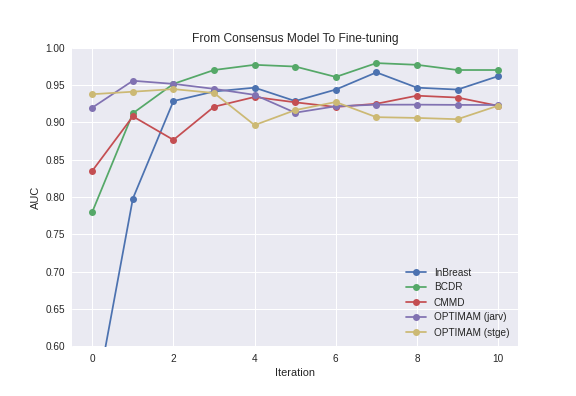 From Consensus Model To Fine-tuning
1.00
0.95
0.90
0.85
0.80
0.75
0.70
0.65
0.60
AUC
0 2 4 6 8 10
Iteration
InBreast
BCDR
CMMD
OPTIMAM (jarv)
OPTIMAM (stge)